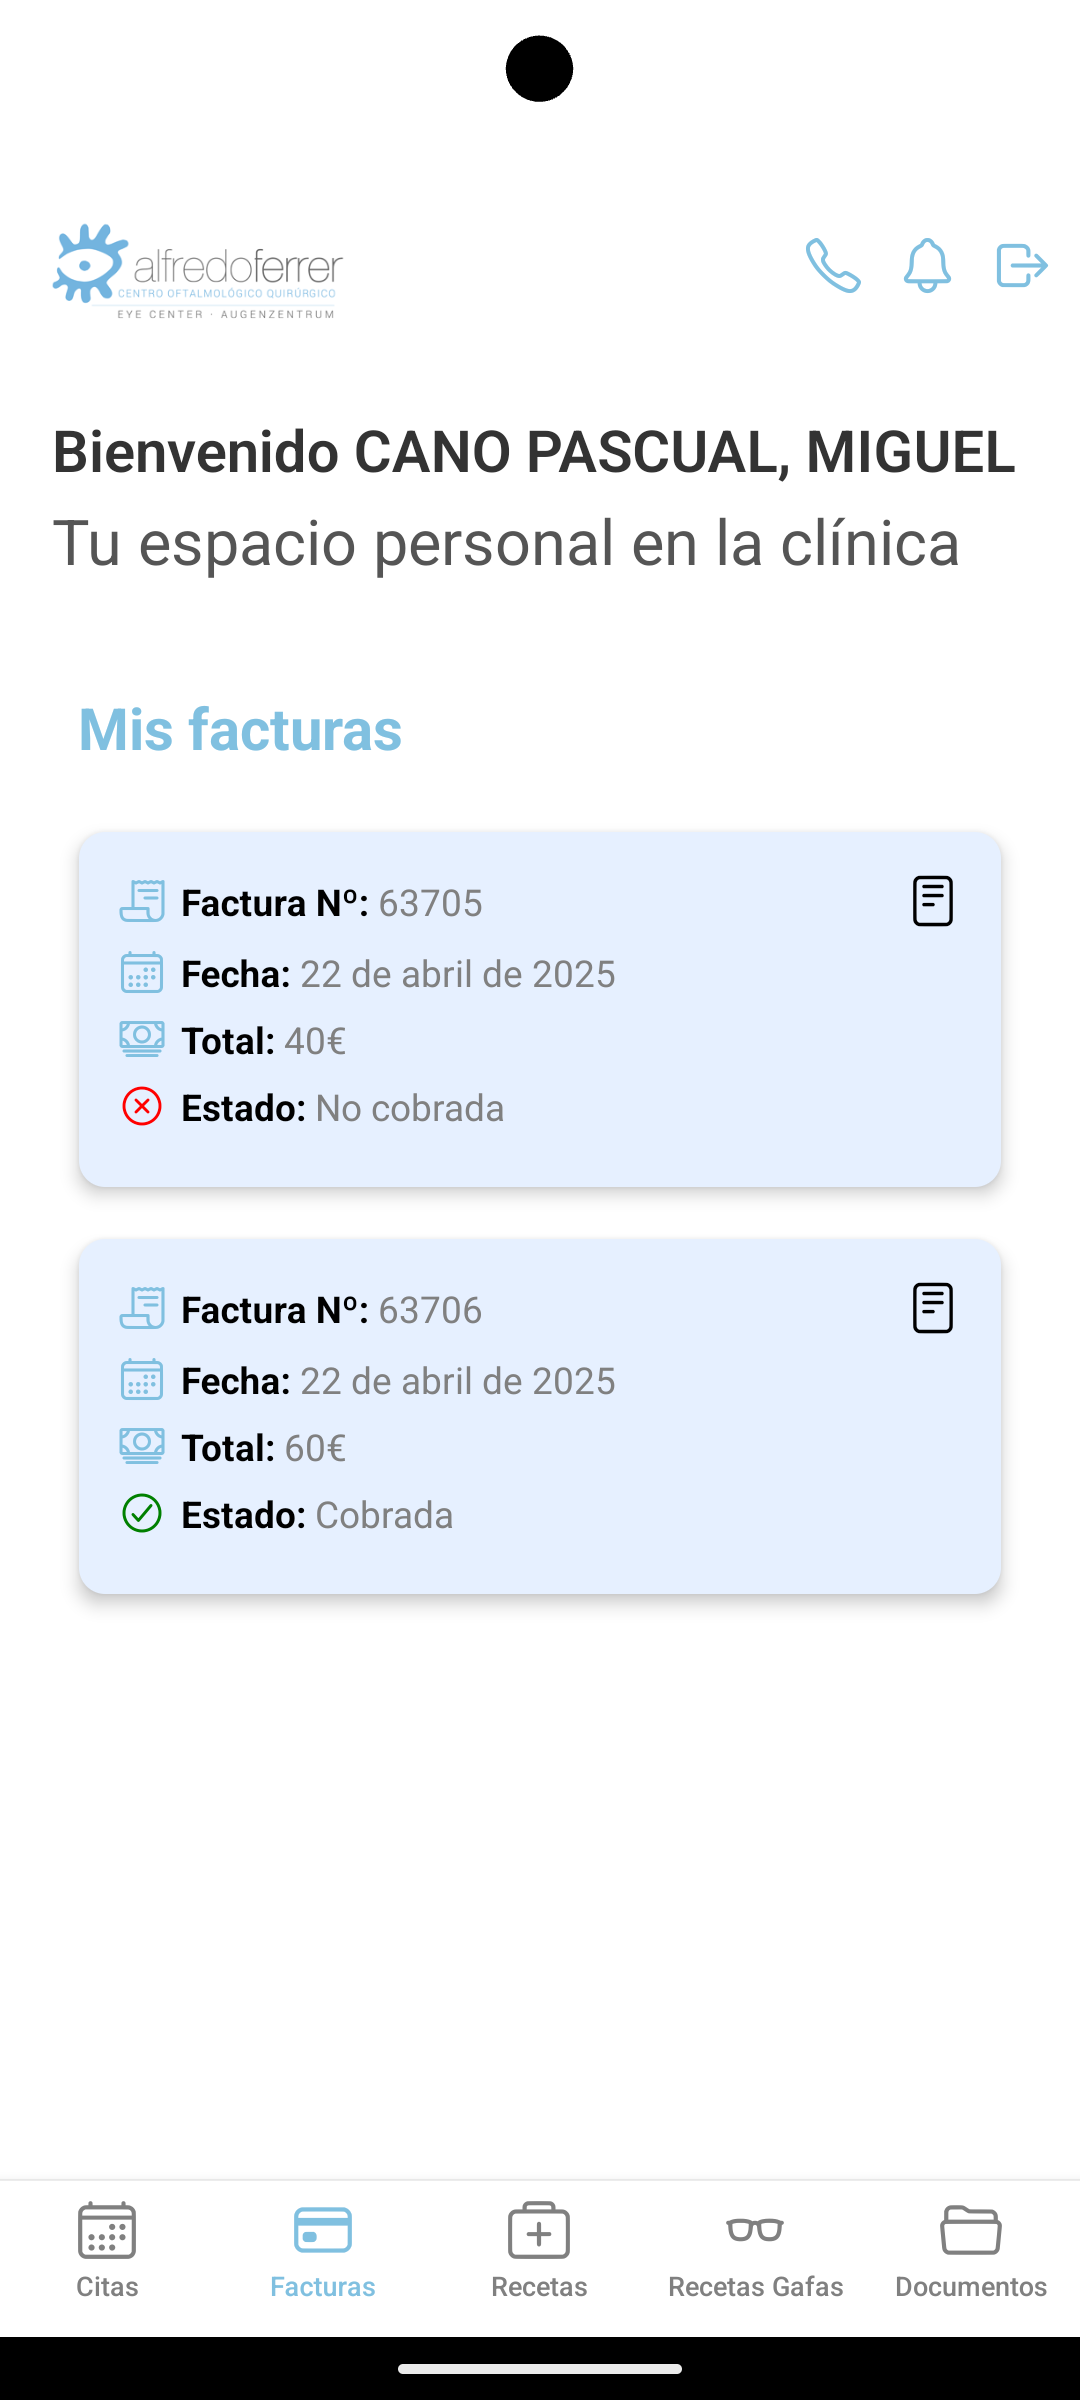 alfredoferrer
CENTRO OFTALMOLÓGICO QUIRÚRGICO
EYE CENTER · AUGENZENTRUM
Bienvenido CANO PASCUAL, MIGUEL
Tu espacio personal en la clínica
Mis facturas
Factura Nº: 63705
Fecha: 22 de abril de 2025
Total: 40€
Estado: No cobrada
Factura Nº: 63706
Fecha: 22 de abril de 2025
Total: 60€
Estado: Cobrada
Citas
Facturas
Recetas
Recetas Gafas
Documentos